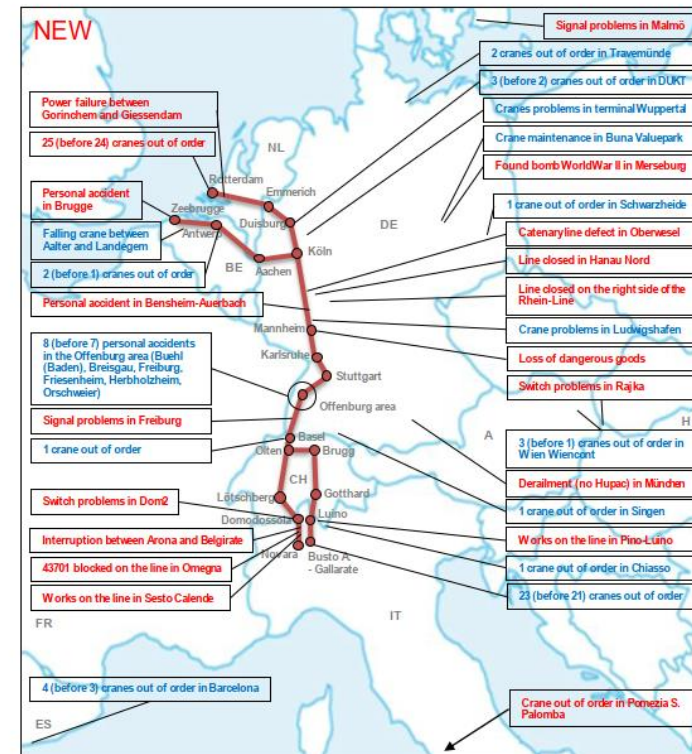 NEW
Signal problems in Malmö
2 cranes out of order in Travemünde
3 (before 2) cranes out of order in DUKT
Cranes problems in terminal Wuppertal
Crane maintenance in Buna Valuepark
Found bomb WorldWar II in Merseburg
1 crane out of order in Schwarzheide
Catenaryline defect in Oberwesel
Line closed in Hanau Nord
Line closed on the right side of the
Rhein-Line
Crane problems in Ludwigshafen
Loss of dangerous goods
Switch problems in Rajka
3 (before 1) cranes out of order in
Wien Wiencont
Derailment (no Hupac) in München
1 crane out of order in Singen
Works on the line in Pino-Luino
1 crane out of order in Chiasso
23 (before 21) cranes out of order
Crane out of order in Pomezia S.
Palomba
Power failure between
Gorinchem and Giessendam
25 (before 24) cranes out of order
Personal accident
in Brugge
Falling crane between
Aalter and Landegem
2 (before 1) cranes out of order
Personal accident in Bensheim-Auerbach
8 (before 7) personal accidents
in the Offenburg area (Buehl
(Baden), Breisgau, Freiburg,
Friesenheim, Herbholzheim,
Orschweier)
Signal problems in Freiburg
1 crane out of order
Switch problems in Dom2
Interruption between Arona and Belgirate
43701 blocked on the line in Omegna
Works on the line in Sesto Calende
4 (before 3) cranes out of order in Barcelona
NL
Rotterdam
Emmerich
Zeebrugge
Duisburg
DE
Antwerp
Köln
BE
Aachen
Mannheim
Karlsruhe
Stuttgart
Offenburg area
H
A
Basel
Olten
Brugg
CH
Lötschberg
Gotthard
Domodossola
Luino
Novara
Busto A.
- Gallarate
IT
FR
ES